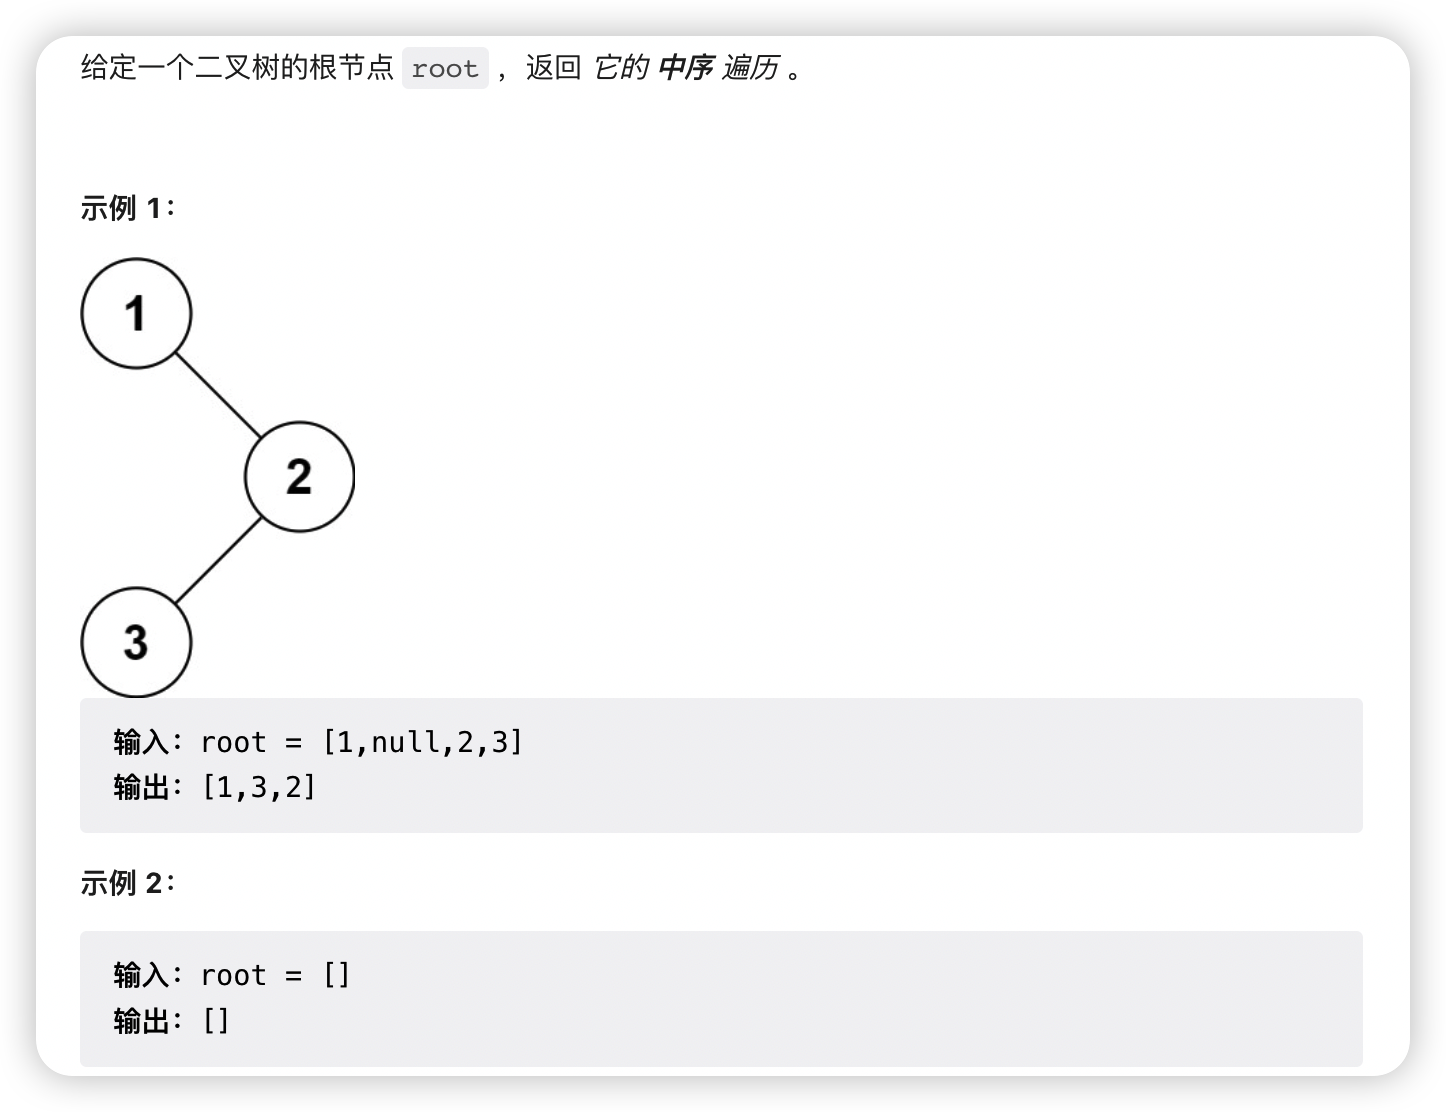 给定一个二叉树的根节点 root ，返回 它的 中序 遍历 。
示例 1：
1
2
3
输入：root = [1,null,2,3]
输出：[1,3,2]
示例 2：
输入：root = []
输出：[]